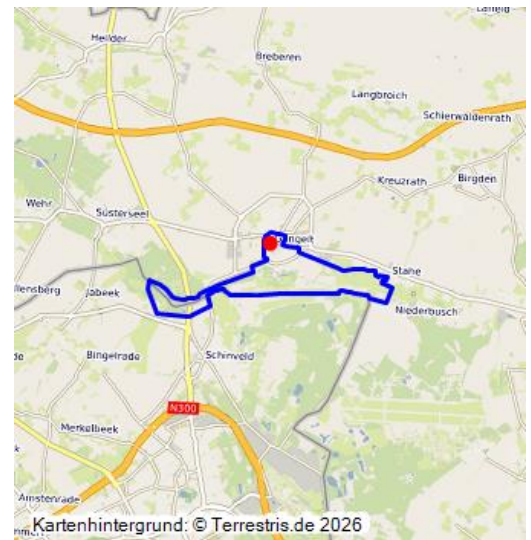 Heilder
Breberen
Langbroich
Schierwaldenrath
Kreuzrath
Birgden
Wehr
Süsterseel
Stahe
Jabeek
Niederbusch
Bingelrade
Schinveld
N300
Merkelbeek
Amstenrade
Kartenhintergrund: © Terrestris.de 2026